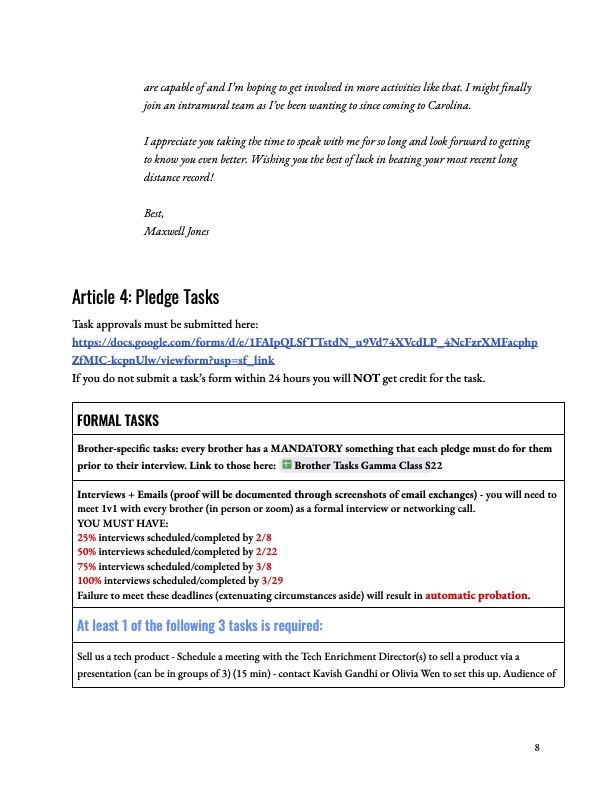 are capable of and I'm hoping to get involved in more activities like that. I might finally
join an intramural team as I've been wanting to since coming to Carolina.
I appreciate you taking the time to speak with me for so long and look forward to getting
to know you even better. Wishing you the best of luck in beating your most recent long
distance record!
Best,
Maxwell Jones
Article 4: Pledge Tasks
Task approvals must be submitted here:
https://docs.google.com/forms/d/e/1FAIpQLSfTTstdN_u9Vd74XVcdLP_4NcFzrXMFacphp
ZfMIC-kcpnUlw/viewform?usp=sf_link
If you do not submit a task's form within 24 hours you will NOT get credit for the task.
FORMAL TASKS
Brother-specific tasks: every brother has a MANDATORY something that each pledge must do for them
prior to their interview. Link to those here: Brother Tasks Gamma Class S22
Interviews + Emails (proof will be documented through screenshots of email exchanges) - you will need to
meet 1v1 with every brother (in person or zoom) as a formal interview or networking call.
YOU MUST HAVE:
25% interviews scheduled/completed by 2/8
50% interviews scheduled/completed by 2/22
75% interviews scheduled/completed by 3/8
100% interviews scheduled/completed by 3/29
Failure to meet these deadlines (extenuating circumstances aside) will result in automatic probation.
At least 1 of the following 3 tasks is required:
Sell us a tech product - Schedule a meeting with the Tech Enrichment Director(s) to sell a product via a
presentation (can be in groups of 3) (15 min) - contact Kavish Gandhi or Olivia Wen to set this up. Audience of
8